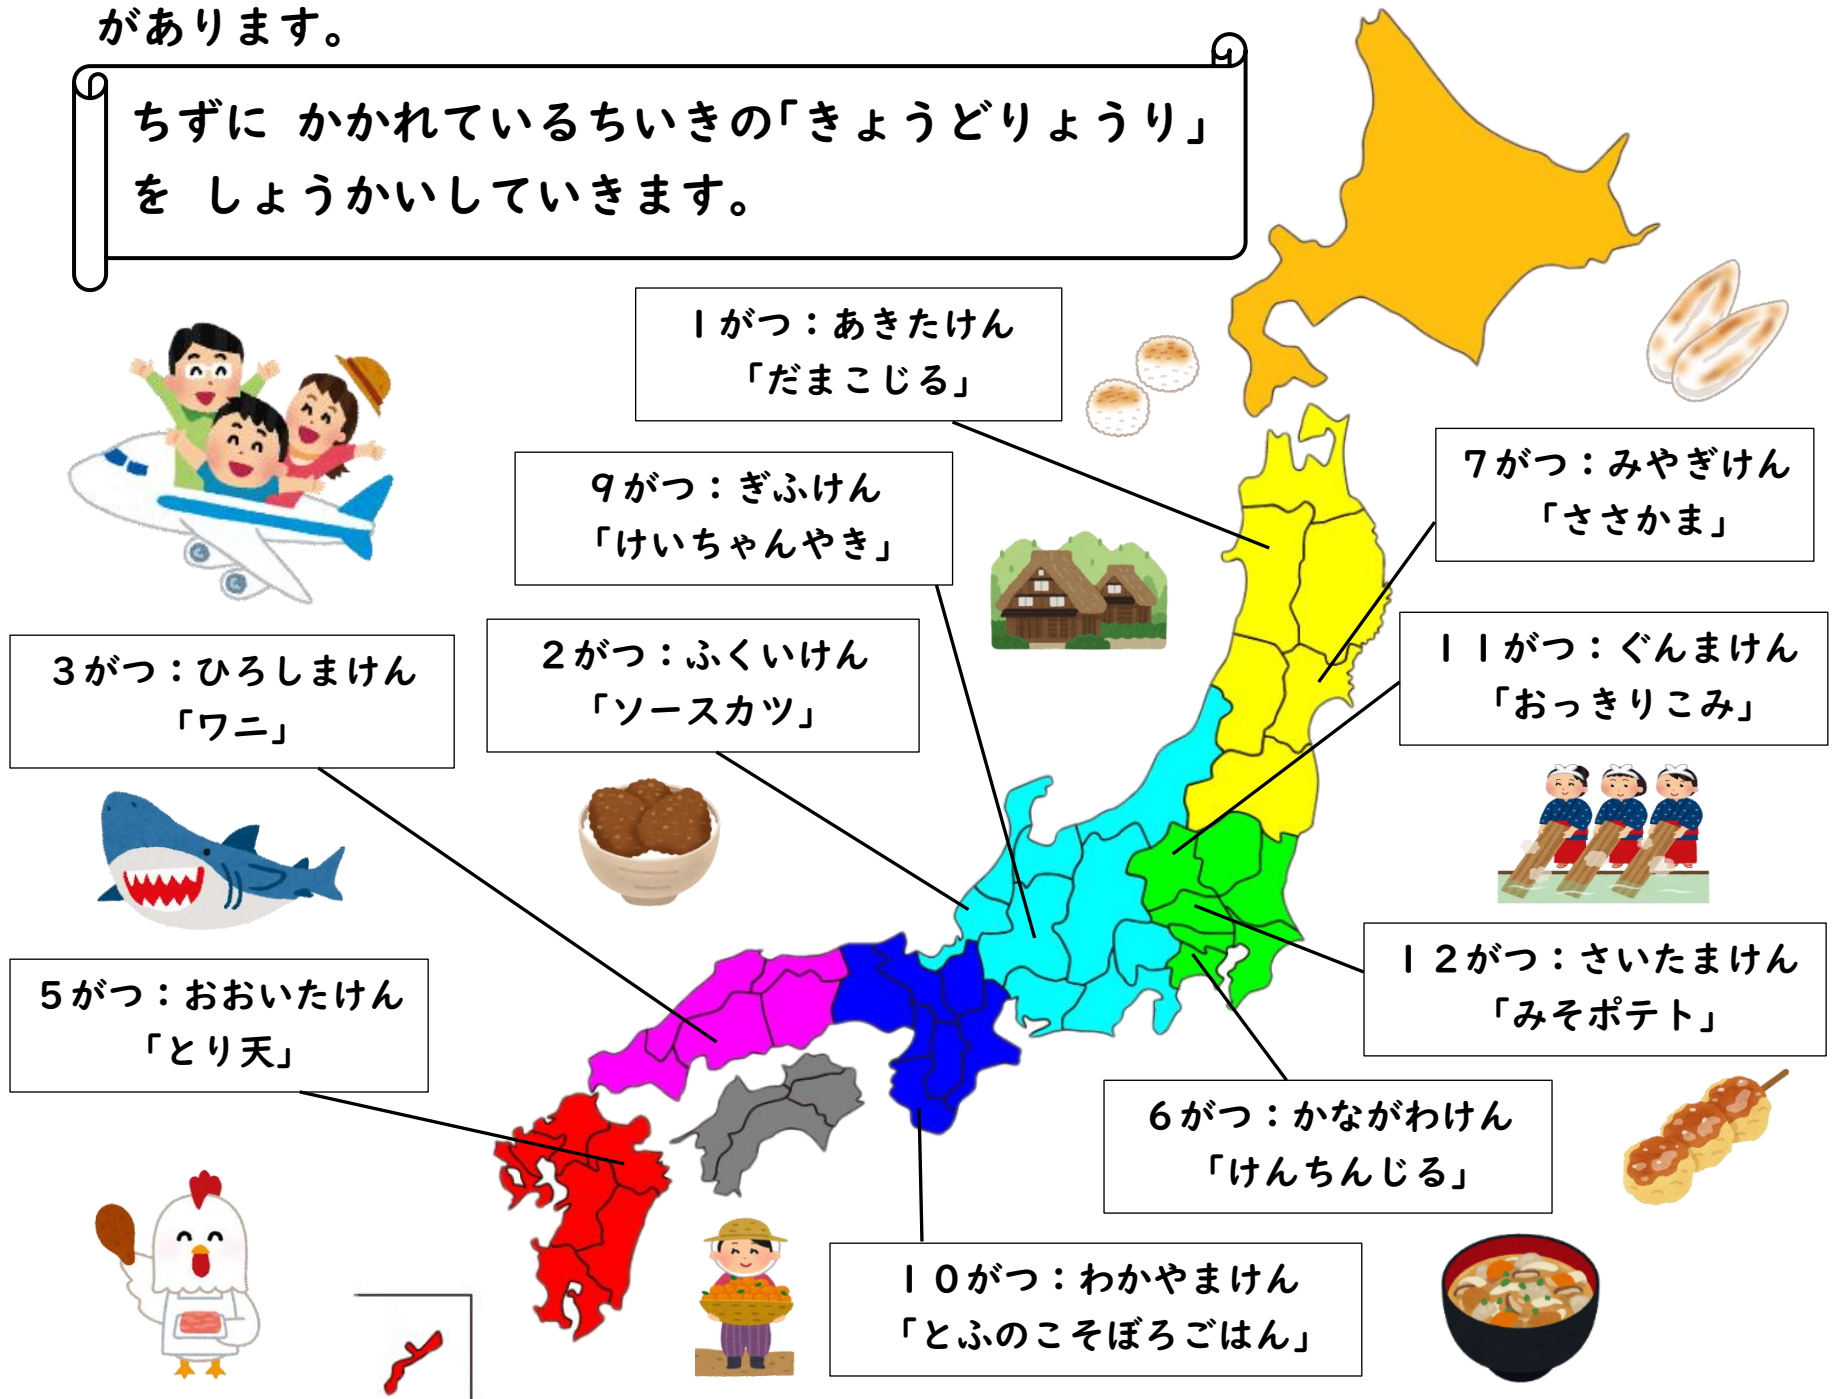 があります。
ちずに かかれているちいきの「きょうどりょうり」
を しょうかいしていきます。
1がつ：あきたけん
「だまこじる」
9がつ：ぎふけん
「けいちゃんやき」
7がつ：みやぎけん
「ささかま」
3がつ：ひろしまけん
「ワニ」
2がつ：ふくいけん
「ソースカツ」
11がつ：ぐんまけん
「おっきりこみ」
5がつ：おおいたけん
「とり天」
12がつ：さいたまけん
「みそポテト」
6がつ：かながわけん
「けんちんじる」
10がつ：わかやまけん
「とふのこそぼろごはん」